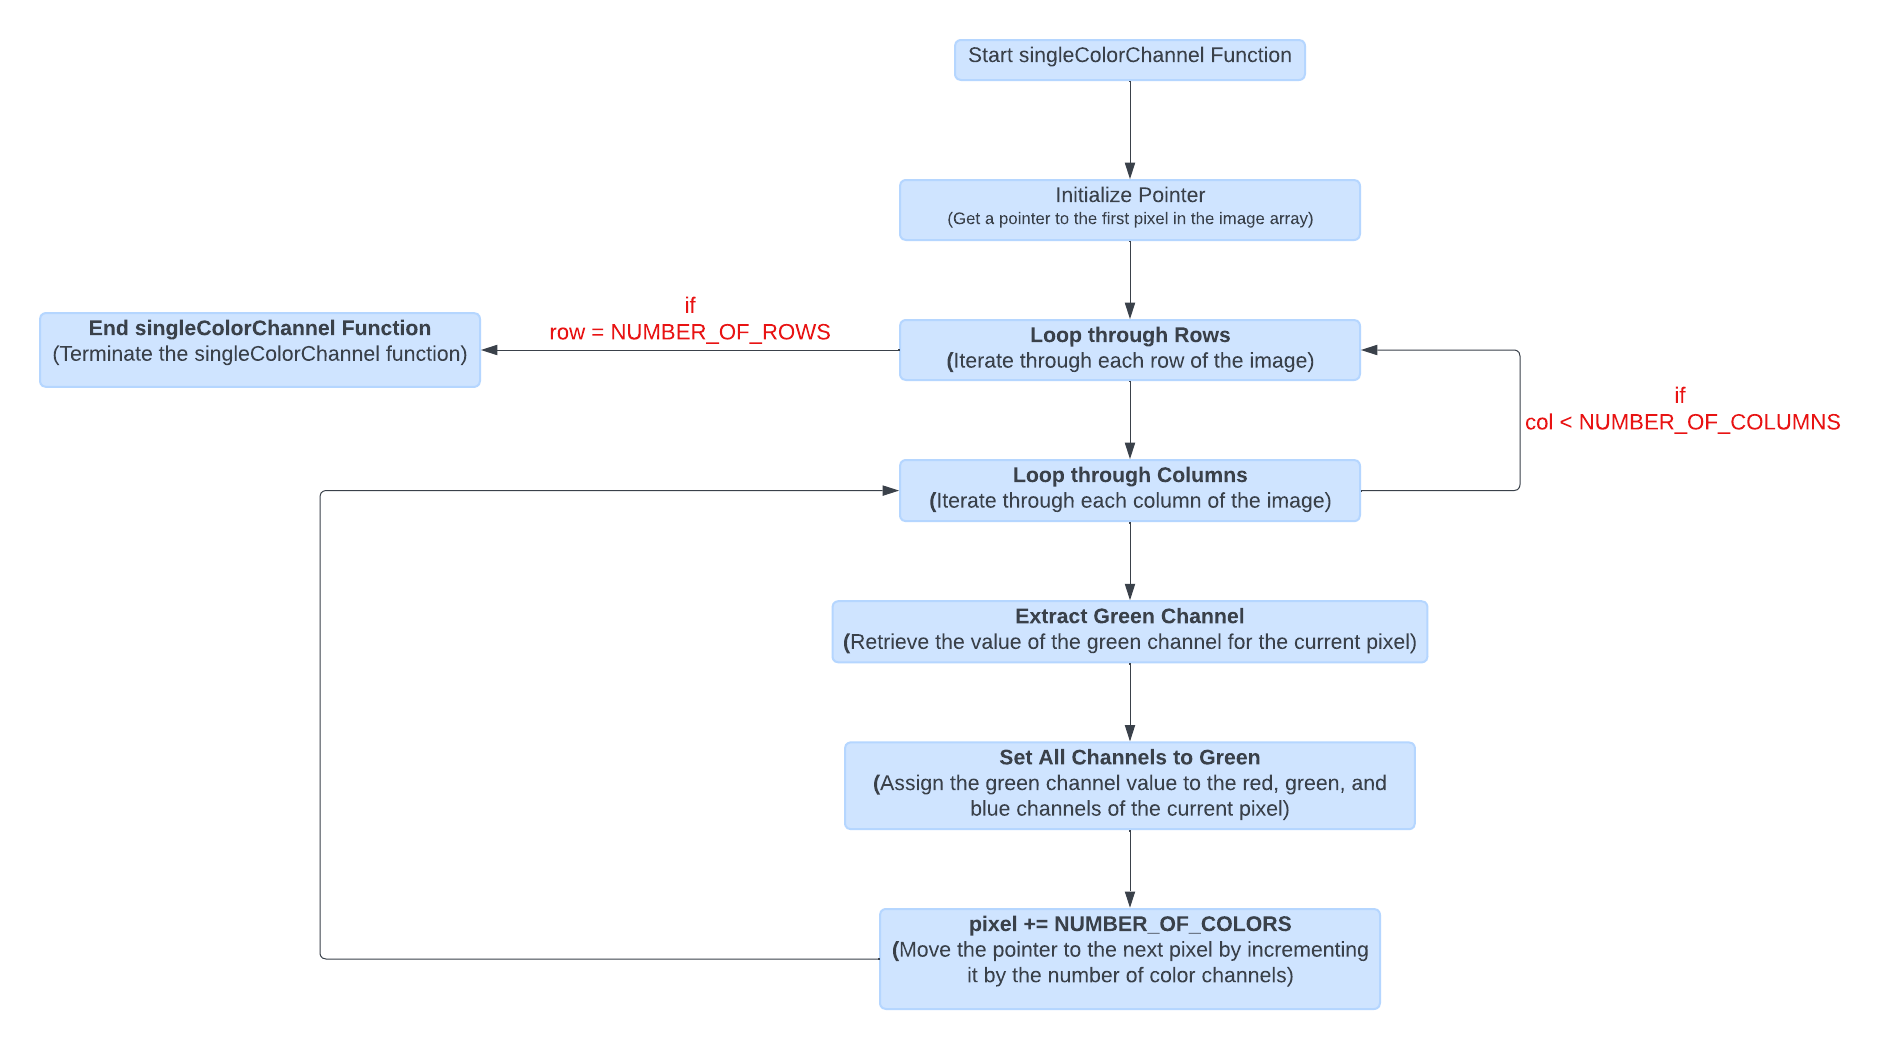 Start singleColorChannel Function
Initialize Pointer
(Get a pointer to the first pixel in the image array)
if
row = NUMBER_OF_ROWS
End singleColorChannel Function
(Terminate the singleColorChannel function)
Loop through Rows
(Iterate through each row of the image)
if
col < NUMBER_OF_COLUMNS
Loop through Columns
(Iterate through each column of the image)
Extract Green Channel
(Retrieve the value of the green channel for the current pixel)
Set All Channels to Green
(Assign the green channel value to the red, green, and
blue channels of the current pixel)
pixel += NUMBER_OF_COLORS
(Move the pointer to the next pixel by incrementing
it by the number of color channels)